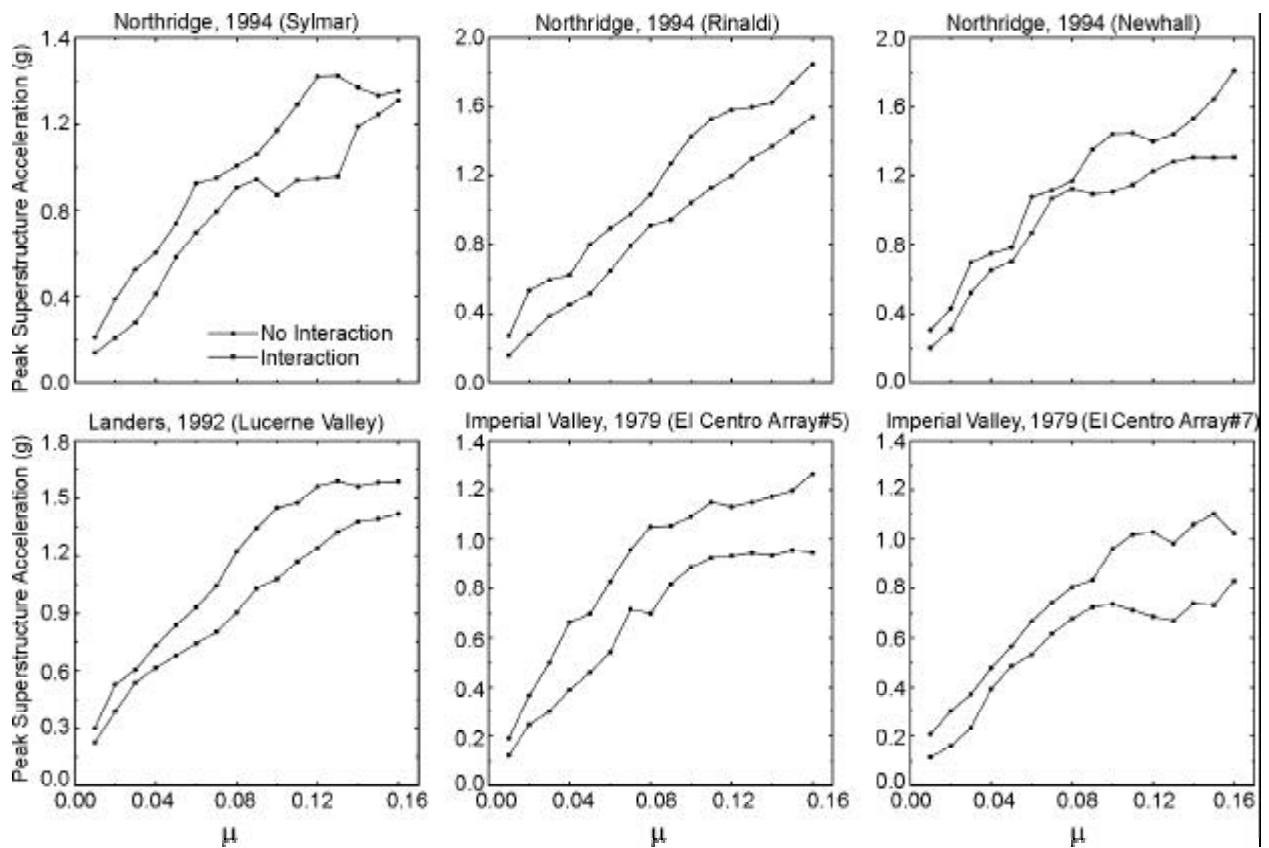 Northridge, 1994 (Sylmar)
Northridge, 1994 (Rinaldi)
Northridge, 1994 (Newhall)
Peak Superstructure Acceleration (g)
1.4
1.2
0.8
0.4
0.0
No Interaction
Interaction
2.0
1.6
1.2
0.8
0.4
0.0
2.0
1.6
1.2
0.8
0.4
0.0
Landers, 1992 (Lucerne Valley)
Imperial Valley, 1979 (El Centro Array#5)
Imperial Valley, 1979 (El Centro Array#7)
Peak Superstructure Acceleration (g)
1.8
1.5
1.2
0.9
0.6
0.3
0.0
0.00 0.04 0.08 0.12 0.16
μ
1.4
1.2
1.0
0.8
0.6
0.4
0.2
0.0
0.00 0.04 0.08 0.12 0.16
μ
1.4
1.2
1.0
0.8
0.6
0.4
0.2
0.0
0.00 0.04 0.08 0.12 0.16
μ